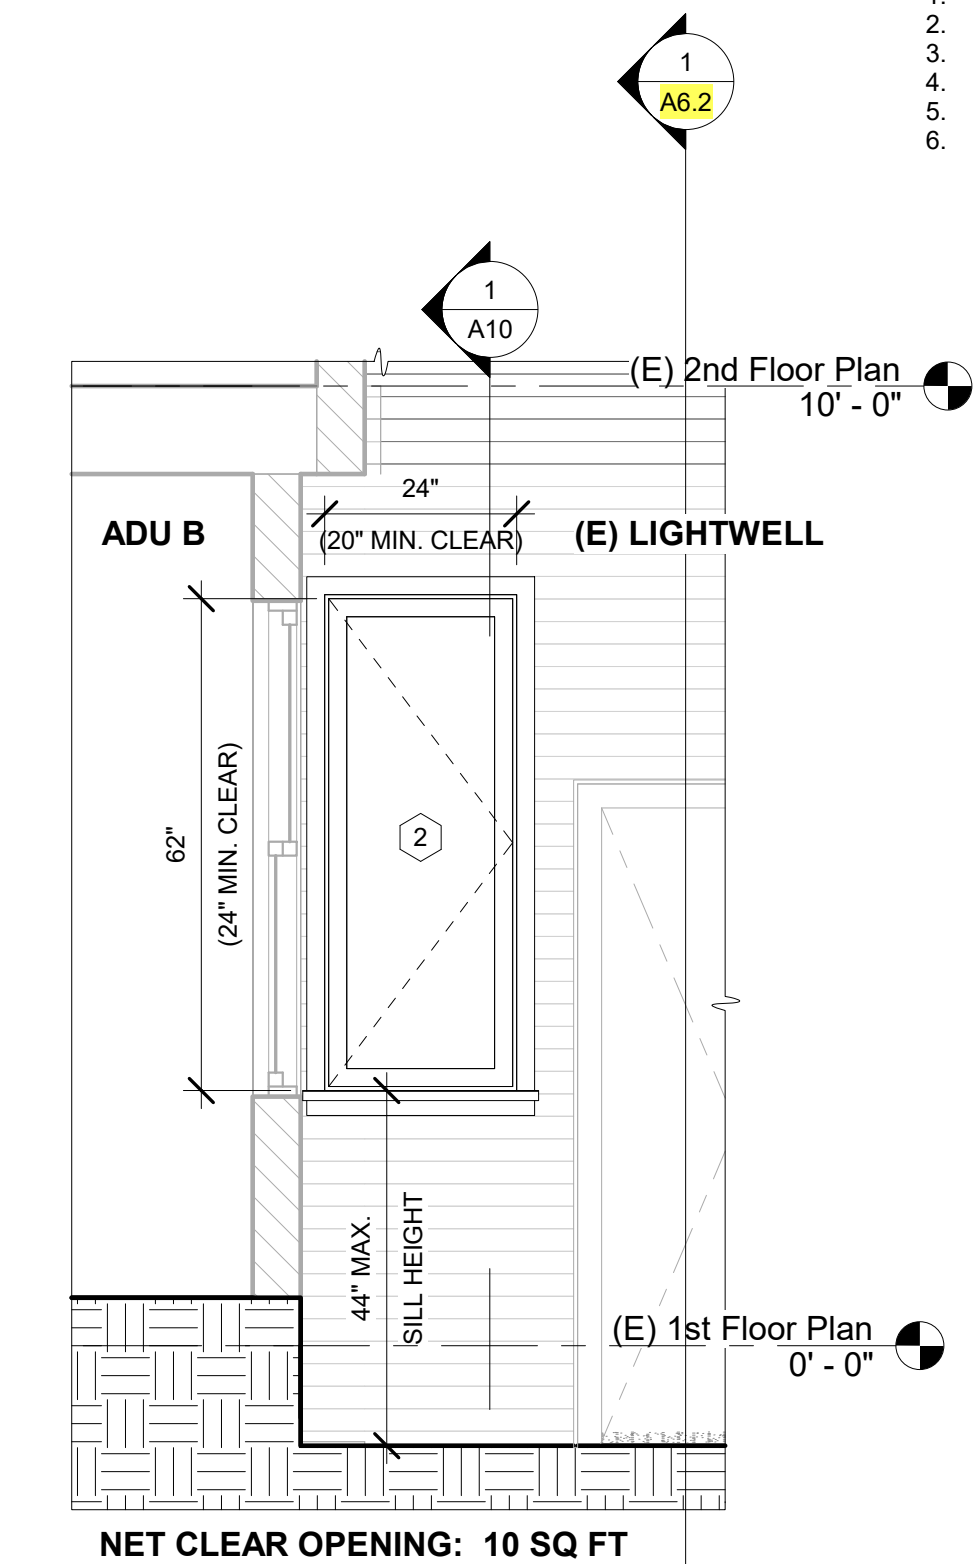 1.
2.
3.
4.
5.
6.
1
A6.2
1
A10
(E) 2nd Floor Plan
10' - 0"
24"
(20" MIN. CLEAR)
ADU B
(E) LIGHTWELL
62"
(24" MIN. CLEAR)
2
44" MAX.
SILL HEIGHT
(E) 1st Floor Plan
0' - 0"
NET CLEAR OPENING: 10 SQ FT